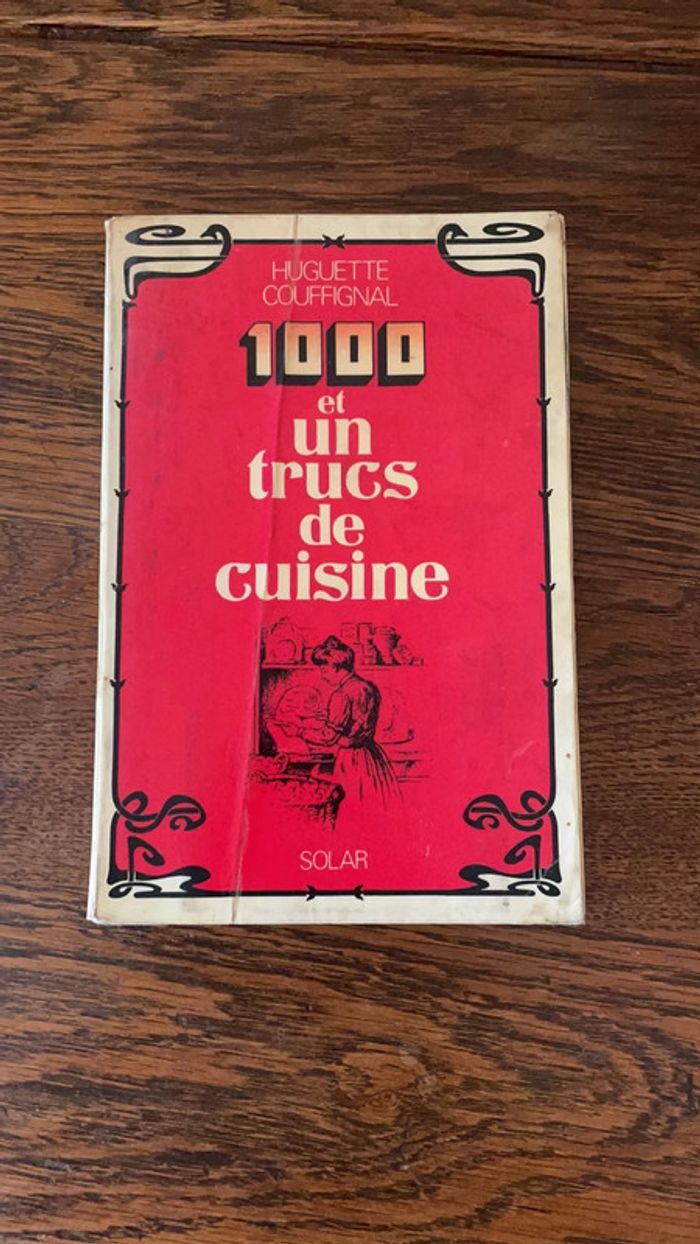 HUGUETTE
COUFFIGNAL
1000
et
un
trucs
de
cuisine
SOLAR